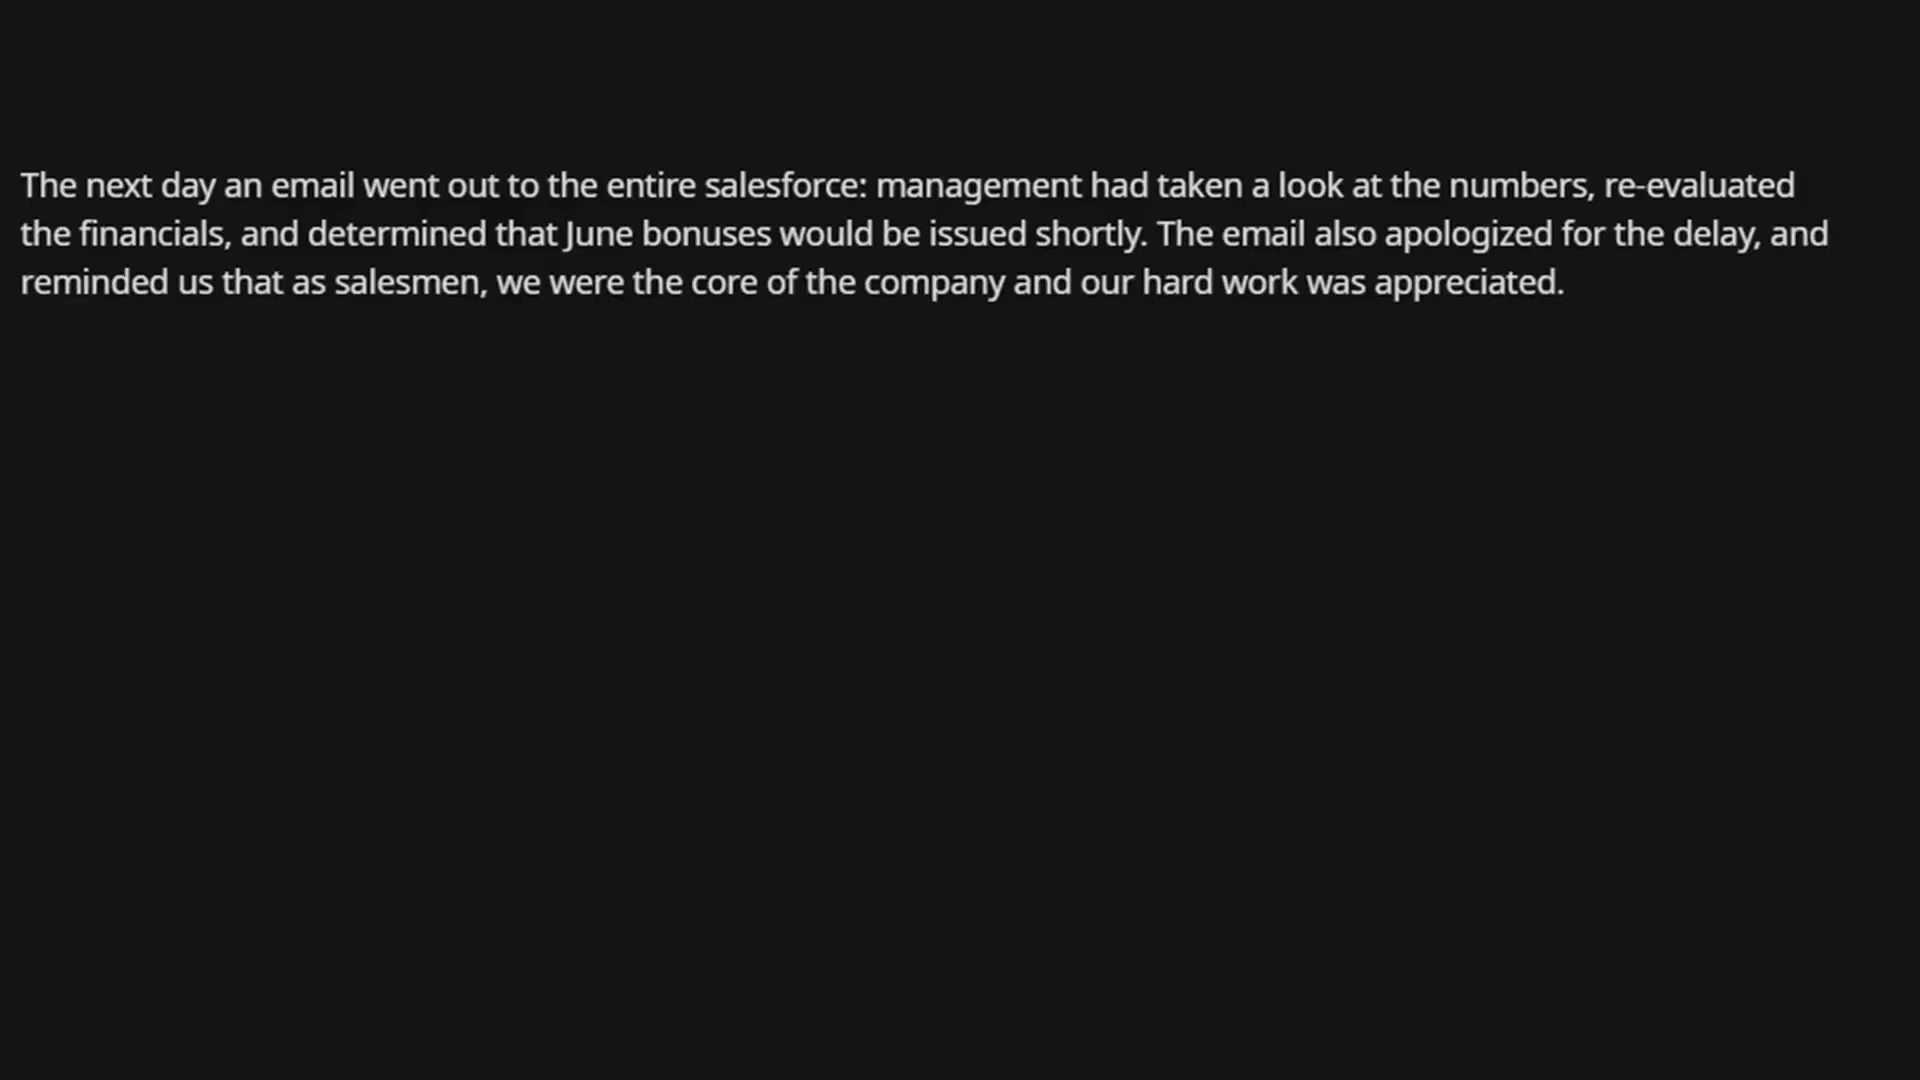 The next day an email went out to the entire salesforce: management had taken a look at the numbers, re-evaluated
the financials, and determined that June bonuses would be issued shortly. The email also apologized for the delay, and
reminded us that as salesmen, we were the core of the company and our hard work was appreciated.